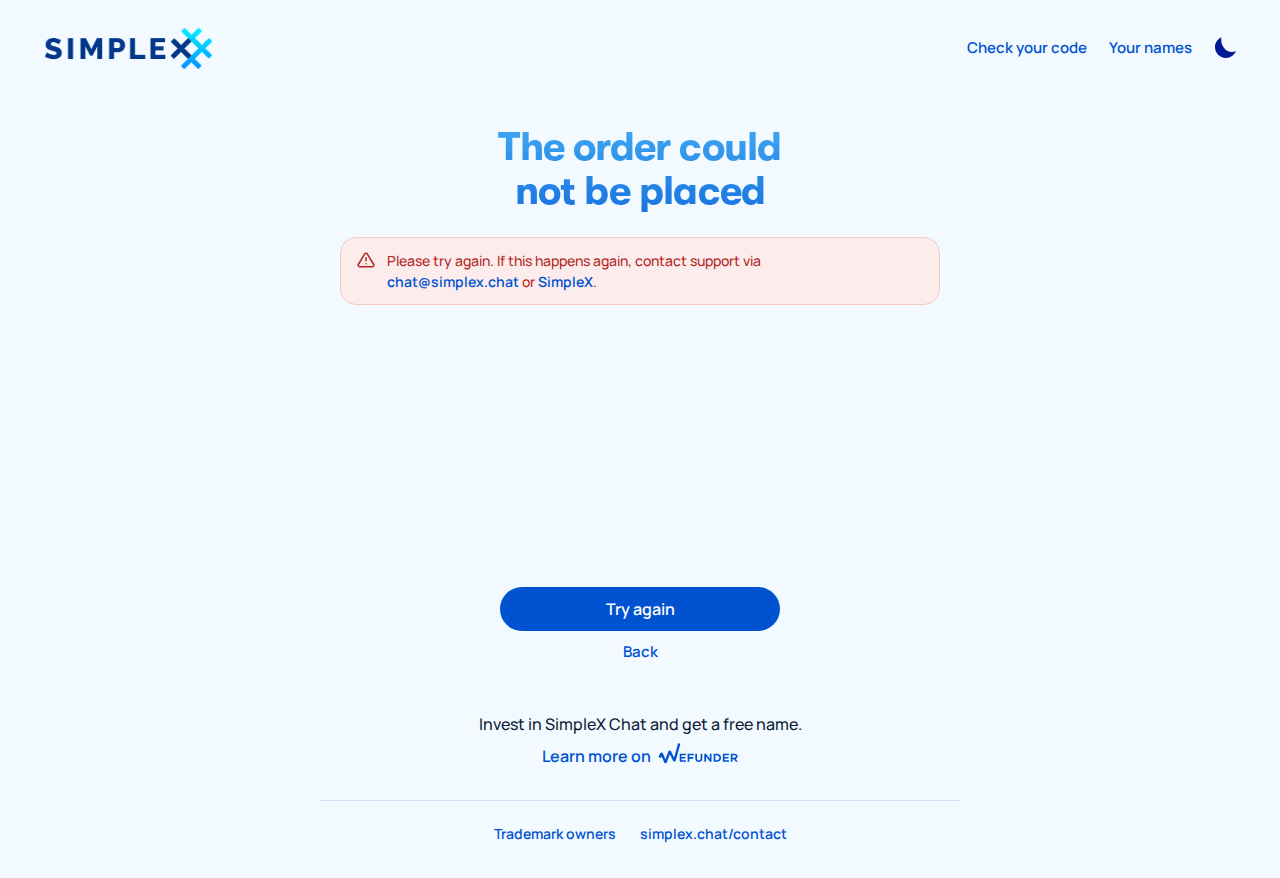 SIMPLEX
Check your code
Your names
The order could
not be placed
Please try again. If this happens again, contact support via
chat@simplex.chat or SimpleX.
Try again
Back
Invest in SimpleX Chat and get a free name.
Learn more on WEFUNDER
Trademark owners
simplex.chat/contact